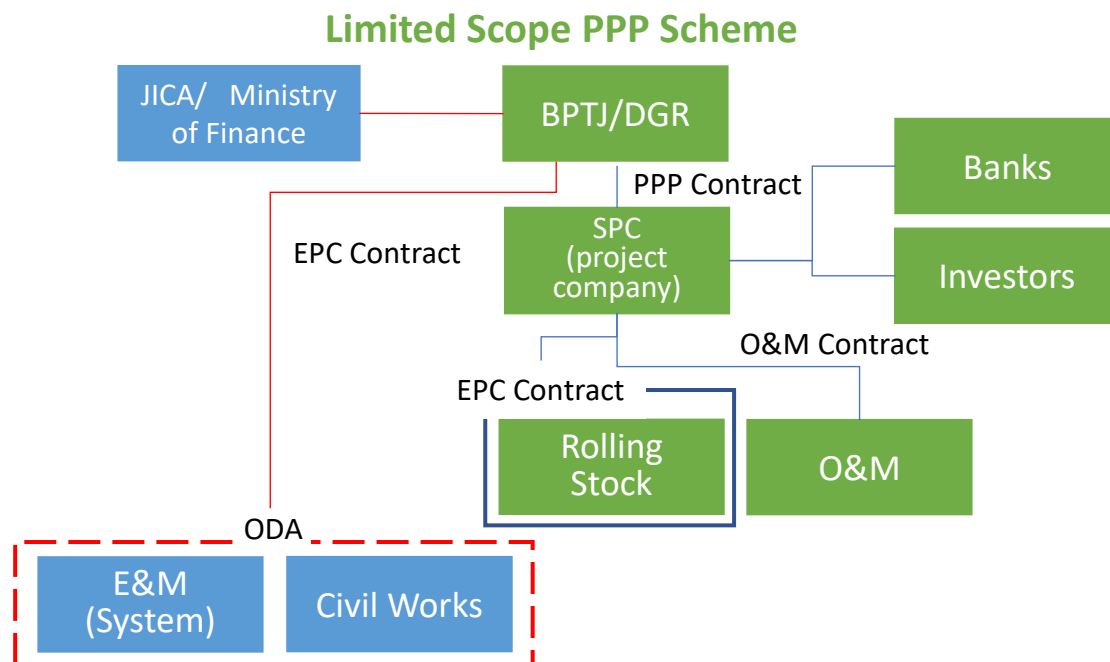 Limited Scope PPP Scheme
JICA/ Ministry
of Finance
BPTJ/DGR
Banks
PPP Contract
SPC
(project
company)
EPC Contract
Investors
O&M Contract
EPC Contract
Rolling
Stock
O&M
ODA
E&M
(System)
Civil Works